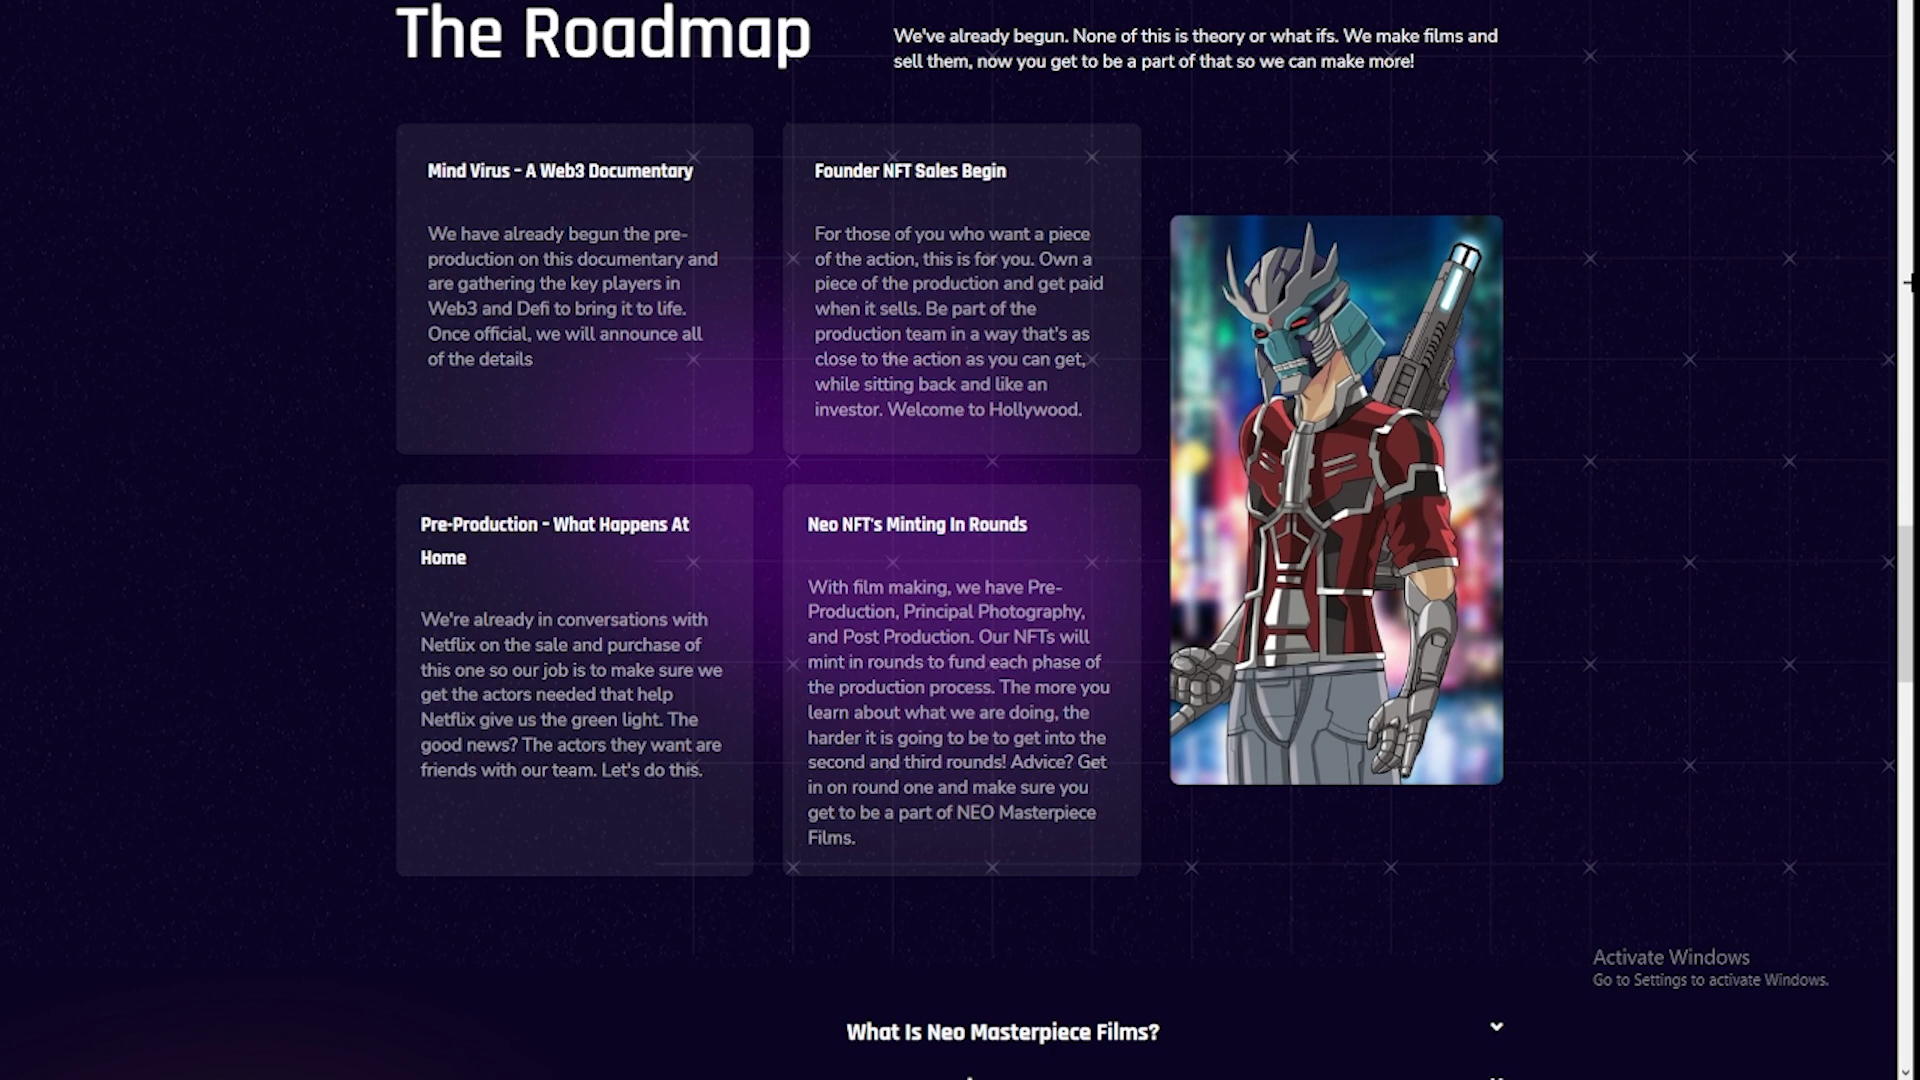 The Roadmap
We've already begun. None of this is theory or what ifs. We make films and
sell them, now you get to be a part of that so we can make more!
Mind Virus - A Web3 Documentary
We have already begun the pre-
production on this documentary and
are gathering the key players in
Web3 and Defi to bring it to life.
Once official, we will announce all
of the details
Founder NFT Sales Begin
For those of you who want a piece
of the action, this is for you. Own a
piece of the production and get paid
when it sells. Be part of the
production team in a way that's as
close to the action as you can get,
while sitting back and like an
investor. Welcome to Hollywood.
Pre-Production - What Happens At
Home
We're already in conversations with
Netflix on the sale and purchase of
this one so our job is to make sure we
get the actors needed that help
Netflix give us the green light. The
good news? The actors they want are
friends with our team. Let's do this.
Neo NFT's Minting In Rounds
With film making, we have Pre-
Production, Principal Photography,
and Post Production. Our NFTs will
mint in rounds to fund each phase of
the production process. The more you
learn about what we are doing, the
harder it is going to be to get into the
second and third rounds! Advice? Get
in on round one and make sure you
get to be a part of NEO Masterpiece
Films.
Activate Windows
Go to Settings to activate Windows.
What Is Neo Masterpiece Films?